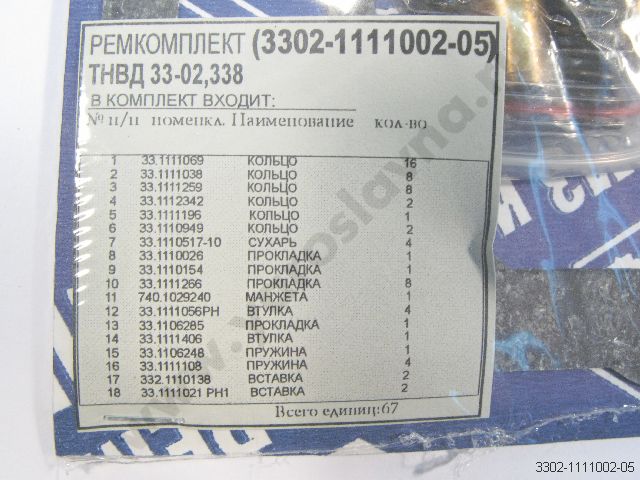 РЕМКОМПЛЕКТ (3302-1111002-05)
ТНВД 33-02,338
В КОМПЛЕКТ ВХОДИТ:
№ п/п номенкл. Наименование кол-во
1 33.1111069 КОЛЬЦО 16
2 33.1111038 КОЛЬЦО 8
3 33.1111259 КОЛЬЦО 8
4 33.1112342 КОЛЬЦО 2
5 33.1111196 КОЛЬЦО 1
6 33.1110949 КОЛЬЦО 2
7 33.1110517-10 СУХАРЬ 4
8 33.1110026 ПРОКЛАДКА 1
9 33.1110154 ПРОКЛАДКА 1
10 33.1111266 ПРОКЛАДКА 8
11 740.1029240 МАНЖЕТА 1
12 33.1111056РН ВТУЛКА 4
13 33.1106285 ПРОКЛАДКА 1
14 33.1111406 ВТУЛКА 1
15 33.1106248 ПРУЖИНА 1
16 33.1111108 ПРУЖИНА 4
17 332.1110138 ВСТАВКА 2
18 33.1111021 РН1 ВСТАВКА 2
Всего единиц:67
3302-1111002-05